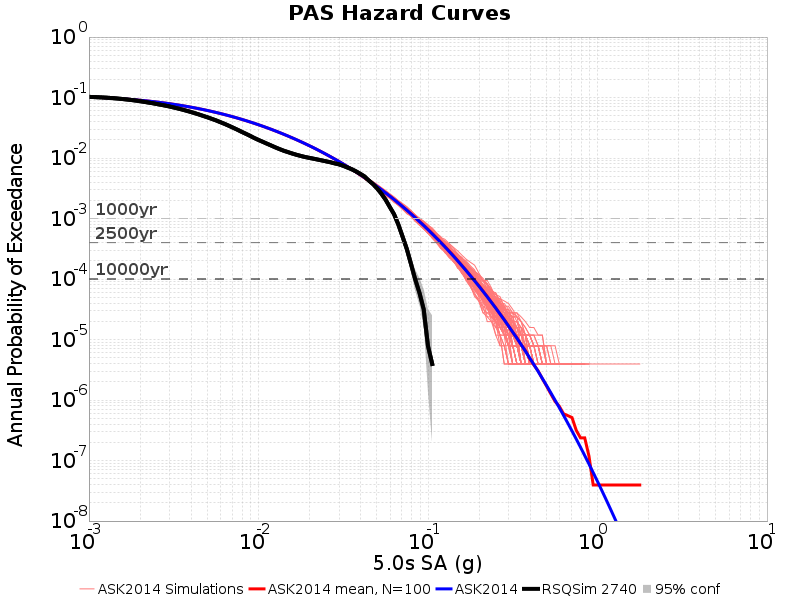 PAS Hazard Curves
Annual Probability of Exceedance
10^0
10^-1
10^-2
10^-3
10^-4
10^-5
10^-6
10^-7
10^-8
1000yr
2500yr
10000yr
10^-3 10^-2 10^-1 10^0 10^1
5.0s SA (g)
ASK2014 Simulations ASK2014 mean, N=100 ASK2014 RSQSim 2740 95% conf